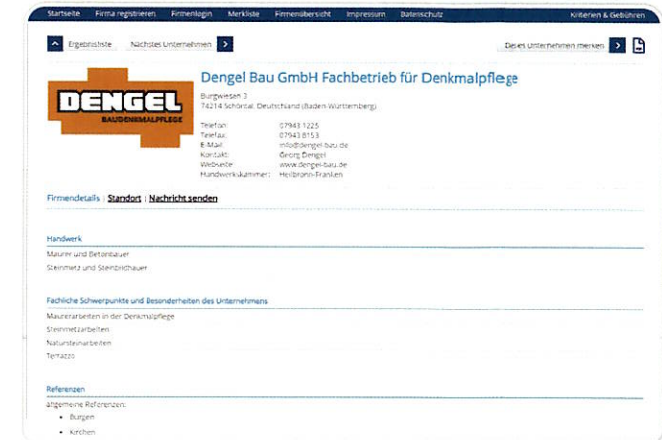 Startseite Firma registrieren Firmenlogin Merkliste Firmenübersicht Impressum Datenschutz Kriterien & Gebühren
Ergebnisliste Nächstes Unternehmen Dieses Unternehmen merken
DENGEL
BAUDENKMALPFLEGE
Dengel Bau GmbH Fachbetrieb für Denkmalpflege
Burgwiesen 3
74214 Schöntal, Deutschland (Baden-Württemberg)
Telefon: 07943 1225
Telefax: 07943 8153
E-Mail: info@dengel-bau.de
Kontakt: Georg Dengel
Webseite: www.dengel-bau.de
Handwerkskammer: Heilbronn-Franken
Firmendetails | Standort | Nachricht senden
Handwerk
Maurer und Betonbauer
Steinmetz und Steinbildhauer
Fachliche Schwerpunkte und Besonderheiten des Unternehmens
Maurerarbeiten in der Denkmalpflege
Steinmetzarbeiten
Natursteinarbeiten
Terrazzo
Referenzen
allgemeine Referenzen:
• Burgen
• Kirchen